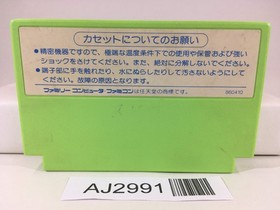 カセットについてのお願い
●精密機器ですので、極端な温度条件下での使用や保管および強い
ショックをさけてください。また、絶対に分解しないでください。
●端子部に手を触れたり、水にぬらしたりして汚さないようにして
ください。故障の原因となります。
ファミリーコンピュータ・ファミコンは任天堂の商標です。
AJ2991